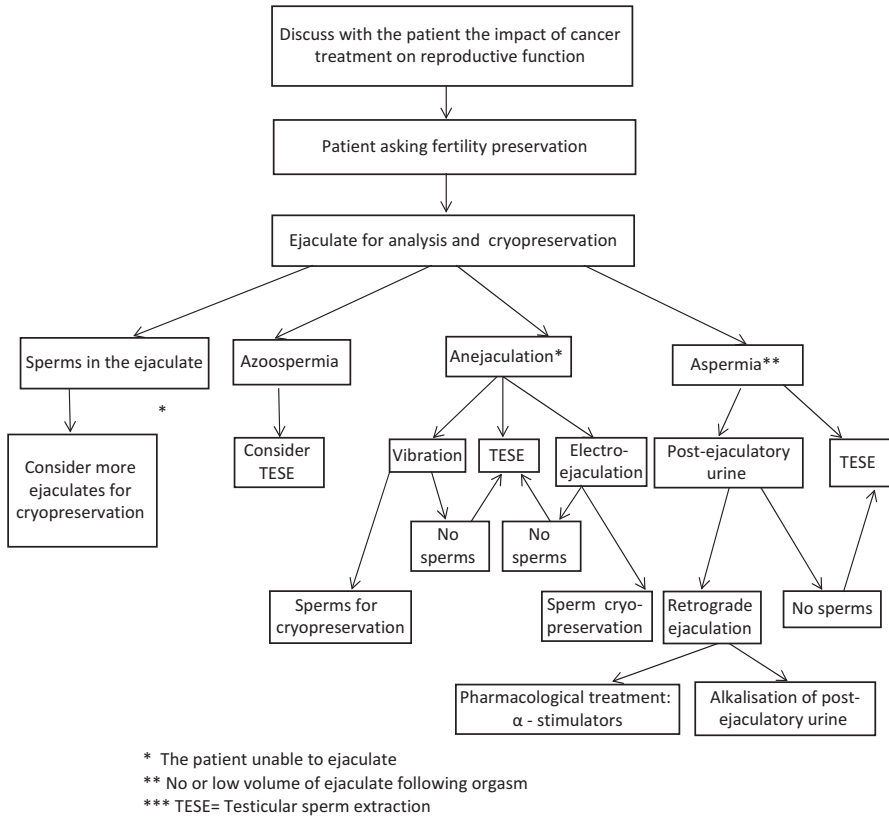 Discuss with the patient the impact of cancer
treatment on reproductive function
Patient asking fertility preservation
Ejaculate for analysis and cryopreservation
Sperms in the ejaculate
Azoospermia
Anejaculation*
Aspermia**
*
Consider more
ejaculates for
cryopreservation
Consider
TESE
Vibration
TESE
Electro-
ejaculation
Post-ejaculatory
urine
TESE
No
sperms
No
sperms
Sperms for
cryopreservation
Sperm cryo-
preservation
Retrograde
ejaculation
No sperms
Pharmacological treatment:
α - stimulators
Alkalisation of post-
ejaculatory urine
* The patient unable to ejaculate
** No or low volume of ejaculate following orgasm
*** TESE= Testicular sperm extraction